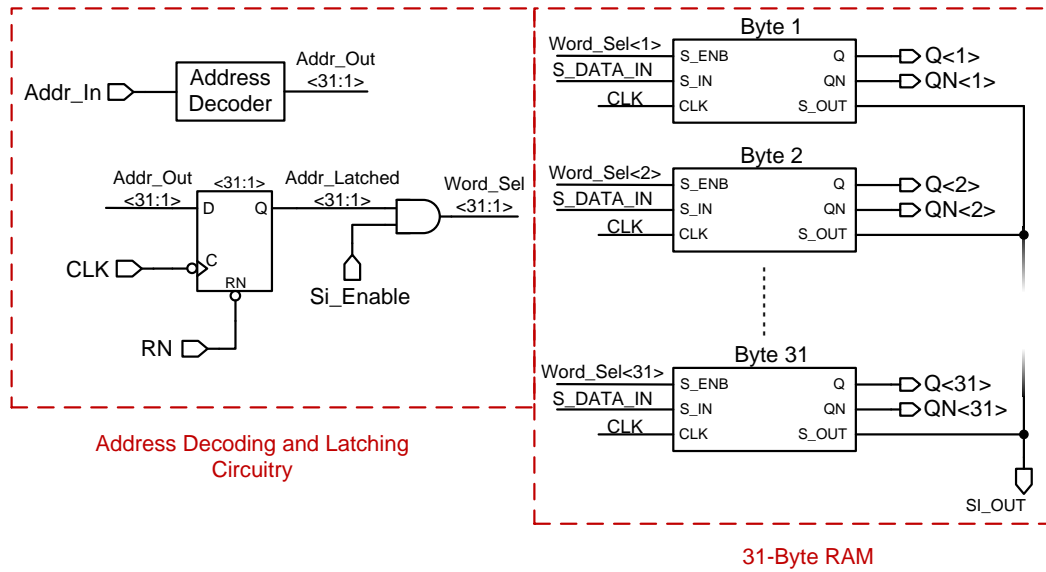 Addr_In
Address
Decoder
Addr_Out
<31:1>
Addr_Out
<31:1>
<31:1>
D
Q
C
RN
CLK
RN
Addr_Latched
<31:1>
Si_Enable
Word_Sel
<31:1>
Address Decoding and Latching
Circuitry
Byte 1
Word_Sel<1>
S_DATA_IN
CLK
S_ENB
S_IN
CLK
Q
QN
S_OUT
Q<1>
QN<1>
Byte 2
Word_Sel<2>
S_DATA_IN
CLK
S_ENB
S_IN
CLK
Q
QN
S_OUT
Q<2>
QN<2>
Byte 31
Word_Sel<31>
S_DATA_IN
CLK
S_ENB
S_IN
CLK
Q
QN
S_OUT
Q<31>
QN<31>
SI_OUT
31-Byte RAM